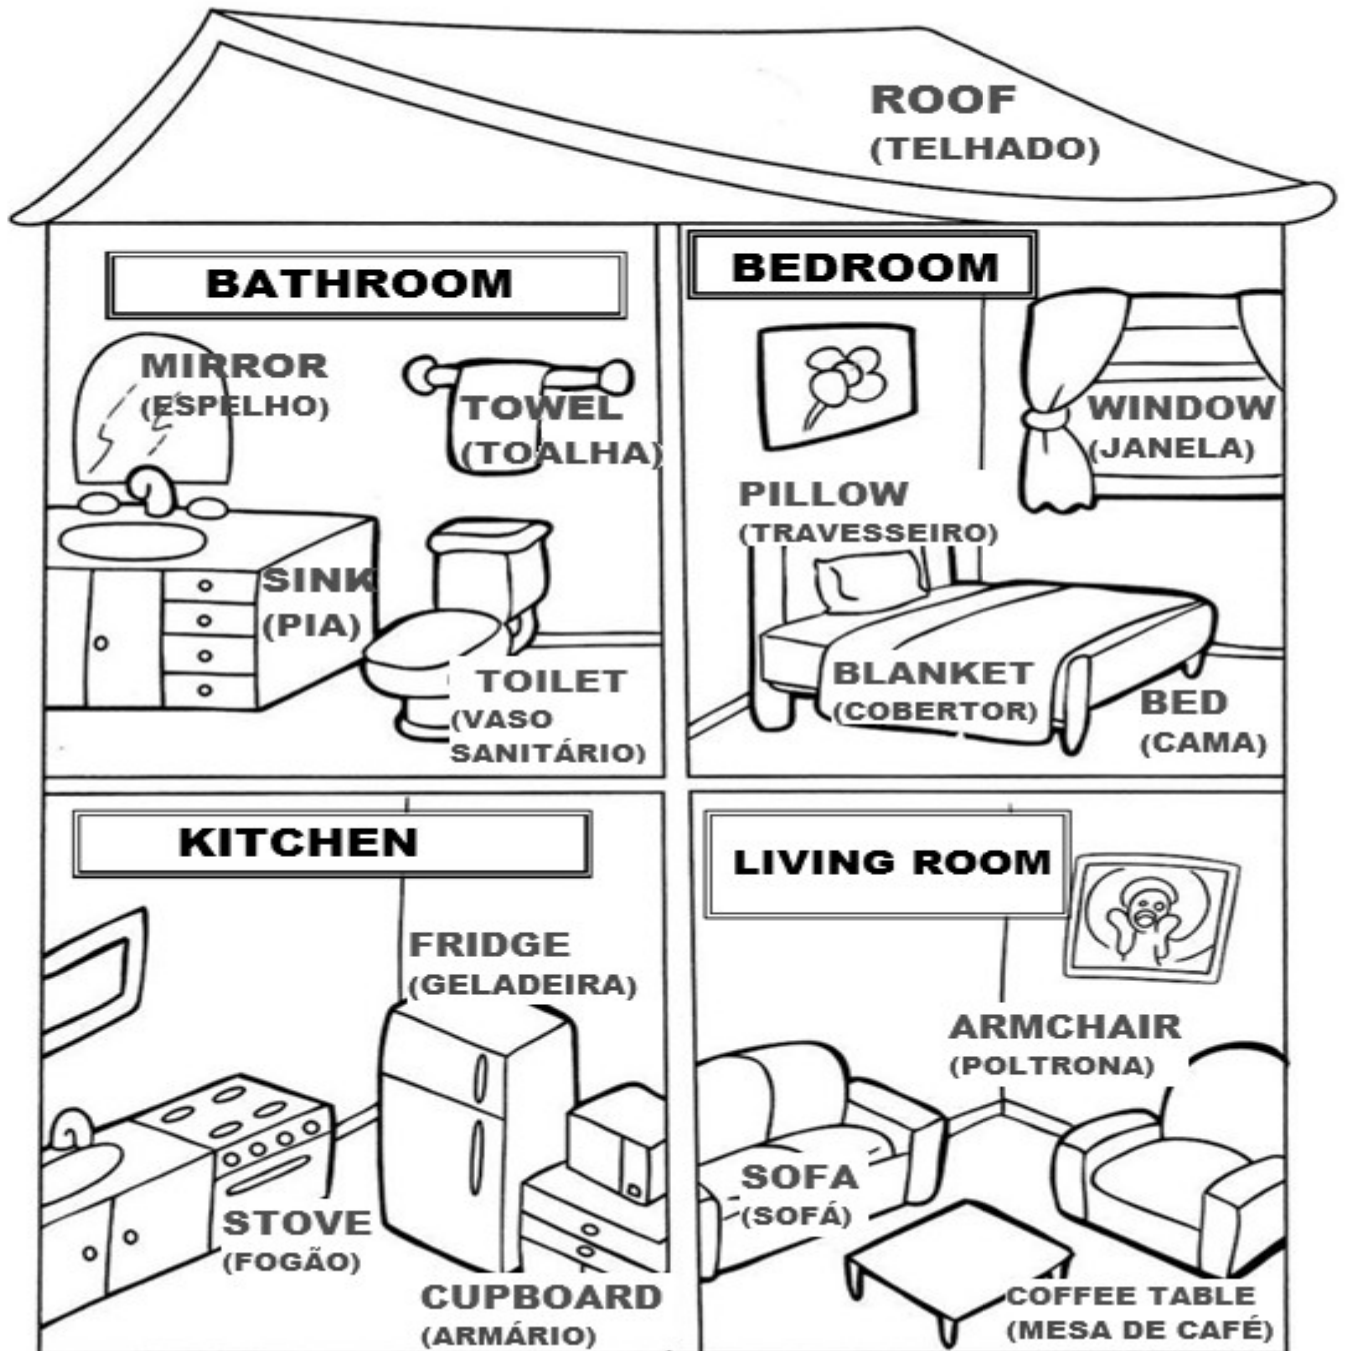 ROOF
(TELHADO)
BATHROOM
MIRROR
(ESPELHO)
TOWEL
(TOALHA)
SINK
(PIA)
TOILET
(VASO
SANITÁRIO)
BEDROOM
WINDOW
(JANELA)
PILLOW
(TRAVESSEIRO)
BLANKET
(COBERTOR)
BED
(CAMA)
KITCHEN
FRIDGE
(GELADEIRA)
STOVE
(FOGÃO)
CUPBOARD
(ARMÁRIO)
LIVING ROOM
ARMCHAIR
(POLTRONA)
SOFA
(SOFÁ)
COFFEE TABLE
(MESA DE CAFÉ)